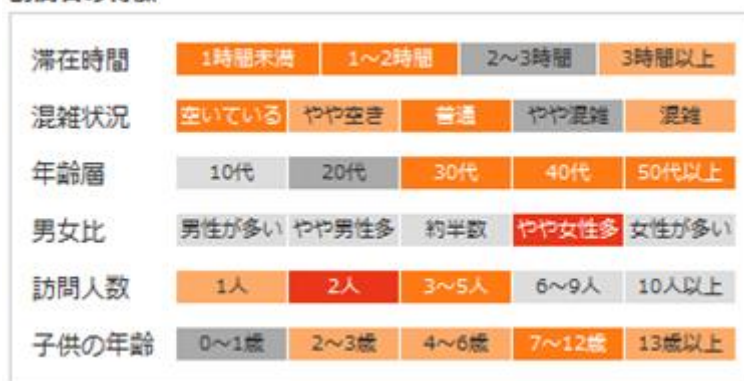 滞在時間 1時間未満 1～2時間 2～3時間 3時間以上
混雑状況 空いている やや空き 普通 やや混雑 混雑
年齢層 10代 20代 30代 40代 50代以上
男女比 男性が多い やや男性多 約半数 やや女性多 女性が多い
訪問人数 1人 2人 3～5人 6～9人 10人以上
子供の年齢 0～1歳 2～3歳 4～6歳 7～12歳 13歳以上